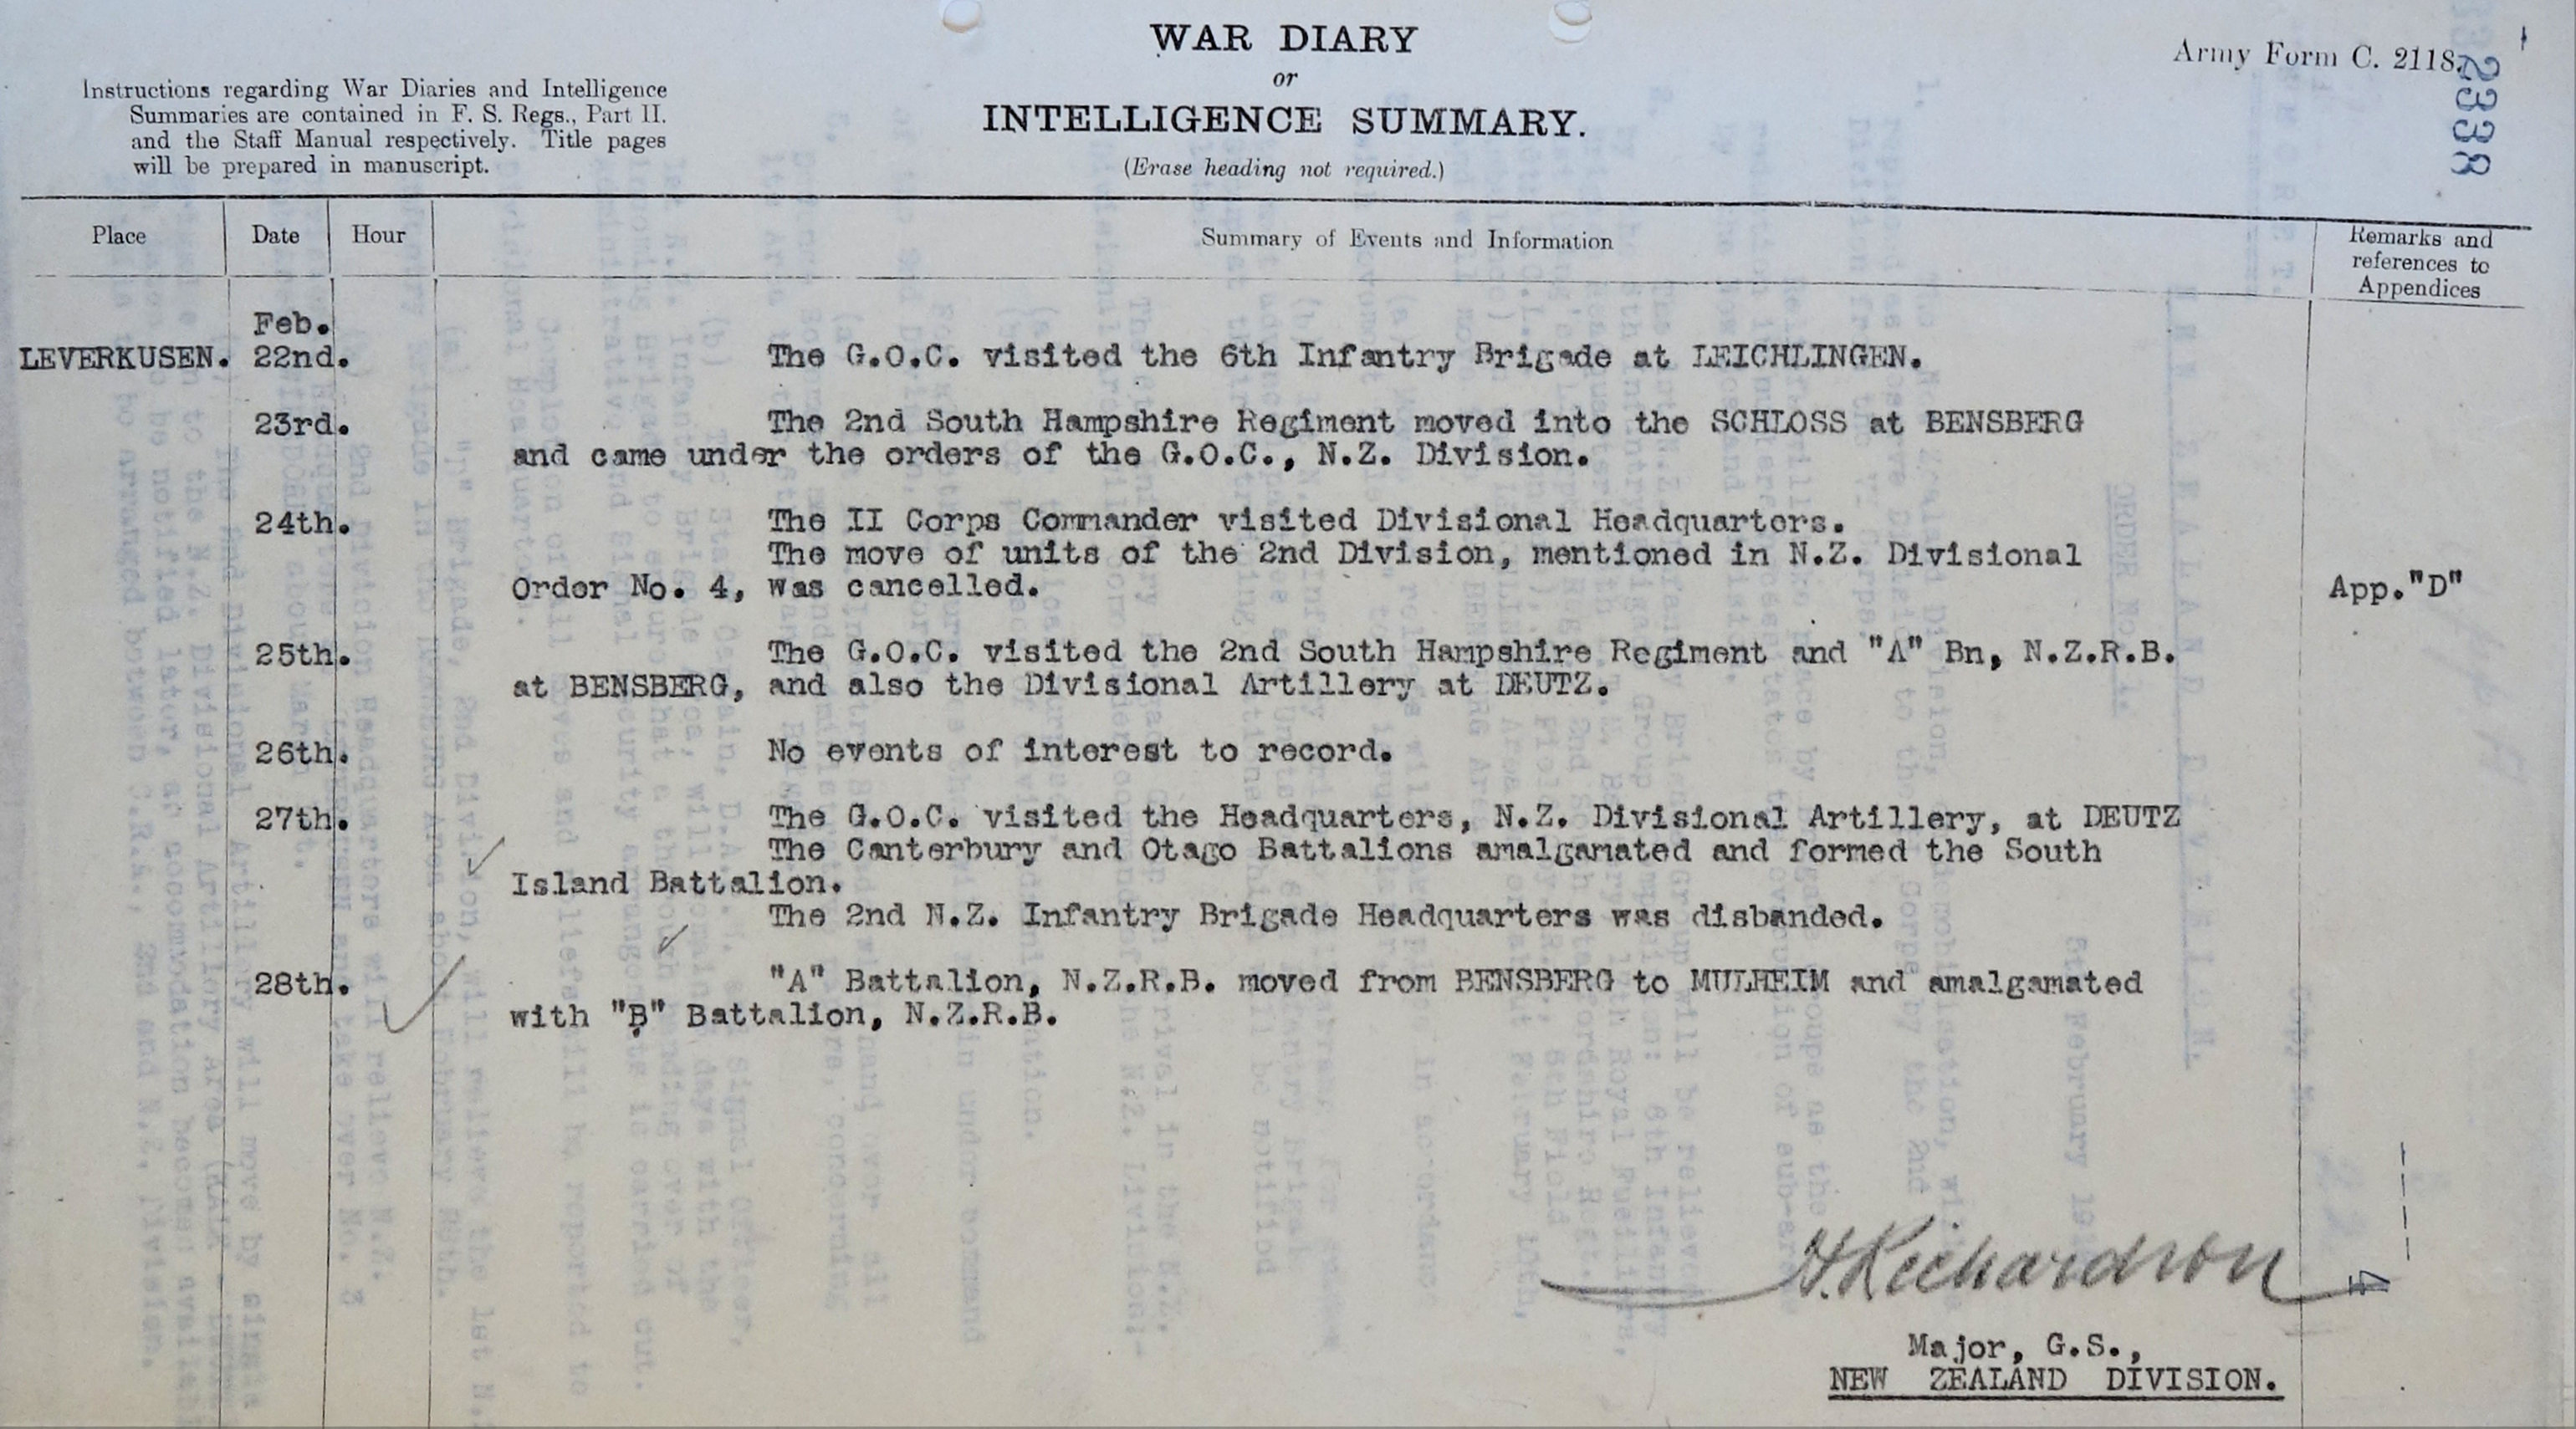 WAR DIARY
or
INTELLIGENCE SUMMARY.
(Erase heading not required.)
Army Form C. 2118.
2338
Instructions regarding War Diaries and Intelligence
Summaries are contained in F. S. Regs., Part II.
and the Staff Manual respectively. Title pages
will be prepared in manuscript.
Place Date Hour Summary of Events and Information Remarks and
references to
Appendices
Feb.
LEVERKUSEN. 22nd. The G.O.C. visited the 6th Infantry Brigade at LEICHLINGEN.
23rd. The 2nd South Hampshire Regiment moved into the SCHLOSS at BENSBERG
and came under the orders of the G.O.C., N.Z. Division.
24th. The II Corps Commander visited Divisional Headquarters.
The move of units of the 2nd Division, mentioned in N.Z. Divisional
Order No. 4, was cancelled. App."D"
25th. The G.O.C. visited the 2nd South Hampshire Regiment and "A" Bn, N.Z.R.B.
at BENSBERG, and also the Divisional Artillery at DEUTZ.
26th. No events of interest to record.
27th. The G.O.C. visited the Headquarters, N.Z. Divisional Artillery, at DEUTZ
The Canterbury and Otago Battalions amalgamated and formed the South
Island Battalion.
The 2nd N.Z. Infantry Brigade Headquarters was disbanded.
28th. "A" Battalion, N.Z.R.B. moved from BENSBERG to MULHEIM and amalgamated
with "B" Battalion, N.Z.R.B.
H. Richardson
4
Major, G.S.,
NEW ZEALAND DIVISION.